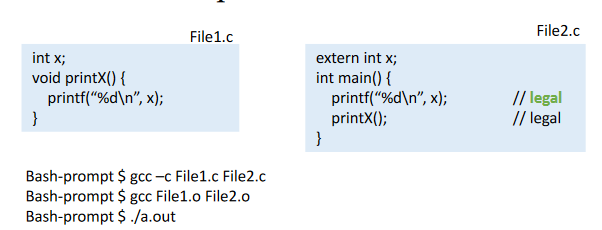 File1.c
int x;
void printX() {
printf(“%d\n”, x);
}
File2.c
extern int x;
int main() {
printf(“%d\n”, x); // legal
printX(); // legal
}
Bash-prompt $ gcc –c File1.c File2.c
Bash-prompt $ gcc File1.o File2.o
Bash-prompt $ ./a.out